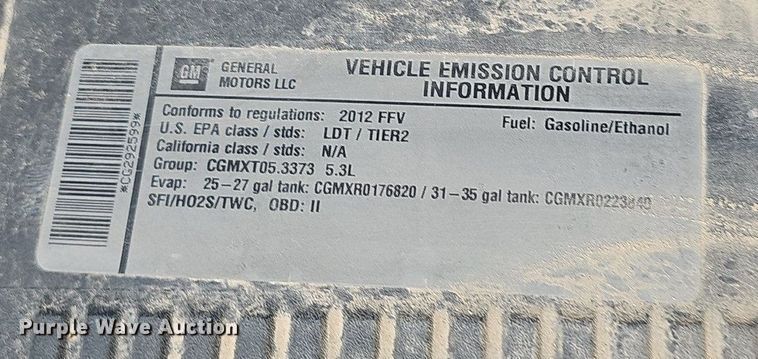 *CG292599*
GM
GENERAL
MOTORS LLC
VEHICLE EMISSION CONTROL
INFORMATION
Conforms to regulations: 2012 FFV
Fuel: Gasoline/Ethanol
U.S. EPA class / stds: LDT / TIER2
California class / stds: N/A
Group: CGMXT05.3373 5.3L
Evap: 25-27 gal tank: CGMXR0176820 / 31-35 gal tank: CGMXR0223840
SFI/HO2S/TWC, OBD: II
Purple Wave Auction